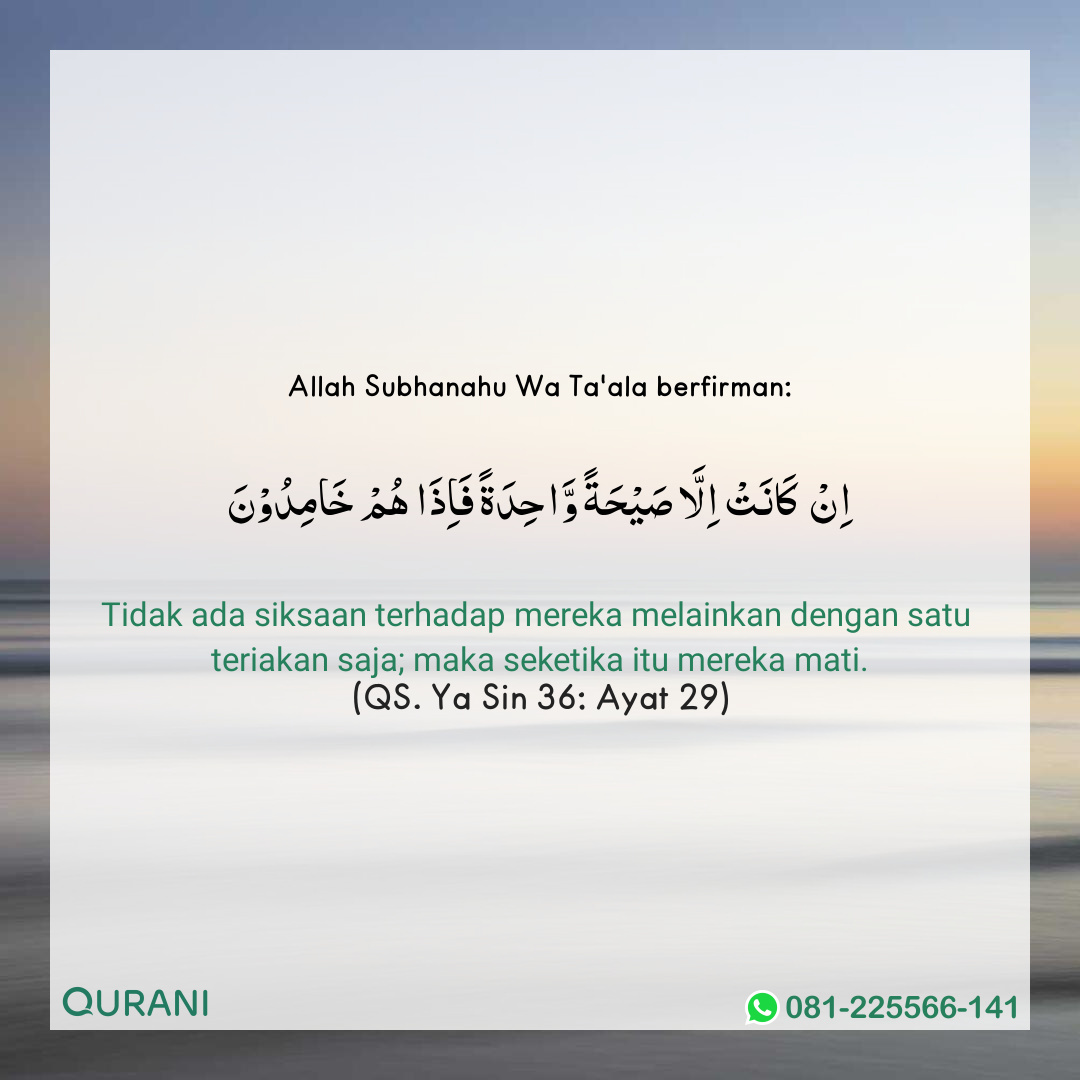 Allah Subhanahu Wa Ta'ala berfirman:
اِنْ كَانَتْ اِلَّا صَيْحَةً وَّاحِدَةً فَاِذَا هُمْ خَامِدُوْنَ
Tidak ada siksaan terhadap mereka melainkan dengan satu
teriakan saja; maka seketika itu mereka mati.
(QS. Ya Sin 36: Ayat 29)
QURANI
081-225566-141